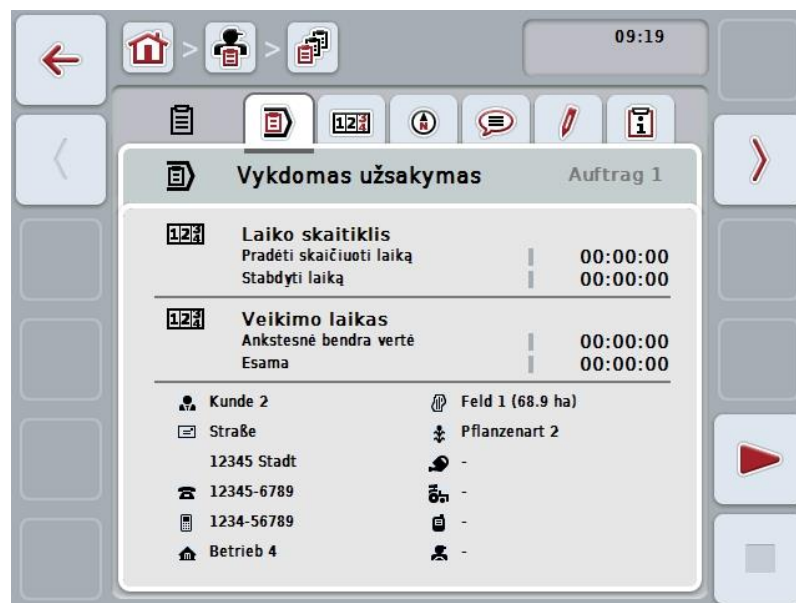 09:19
Vykdomas užsakymas Auftrag 1
Laiko skaitiklis
Pradėti skaičiuoti laiką 00:00:00
Stabdyti laiką 00:00:00
Veikimo laikas
Ankstesnė bendra vertė 00:00:00
Esama 00:00:00
Kunde 2 Feld 1 (68.9 ha)
Straße Pflanzenart 2
12345 Stadt -
12345-6789 -
1234-56789 -
Betrieb 4 -